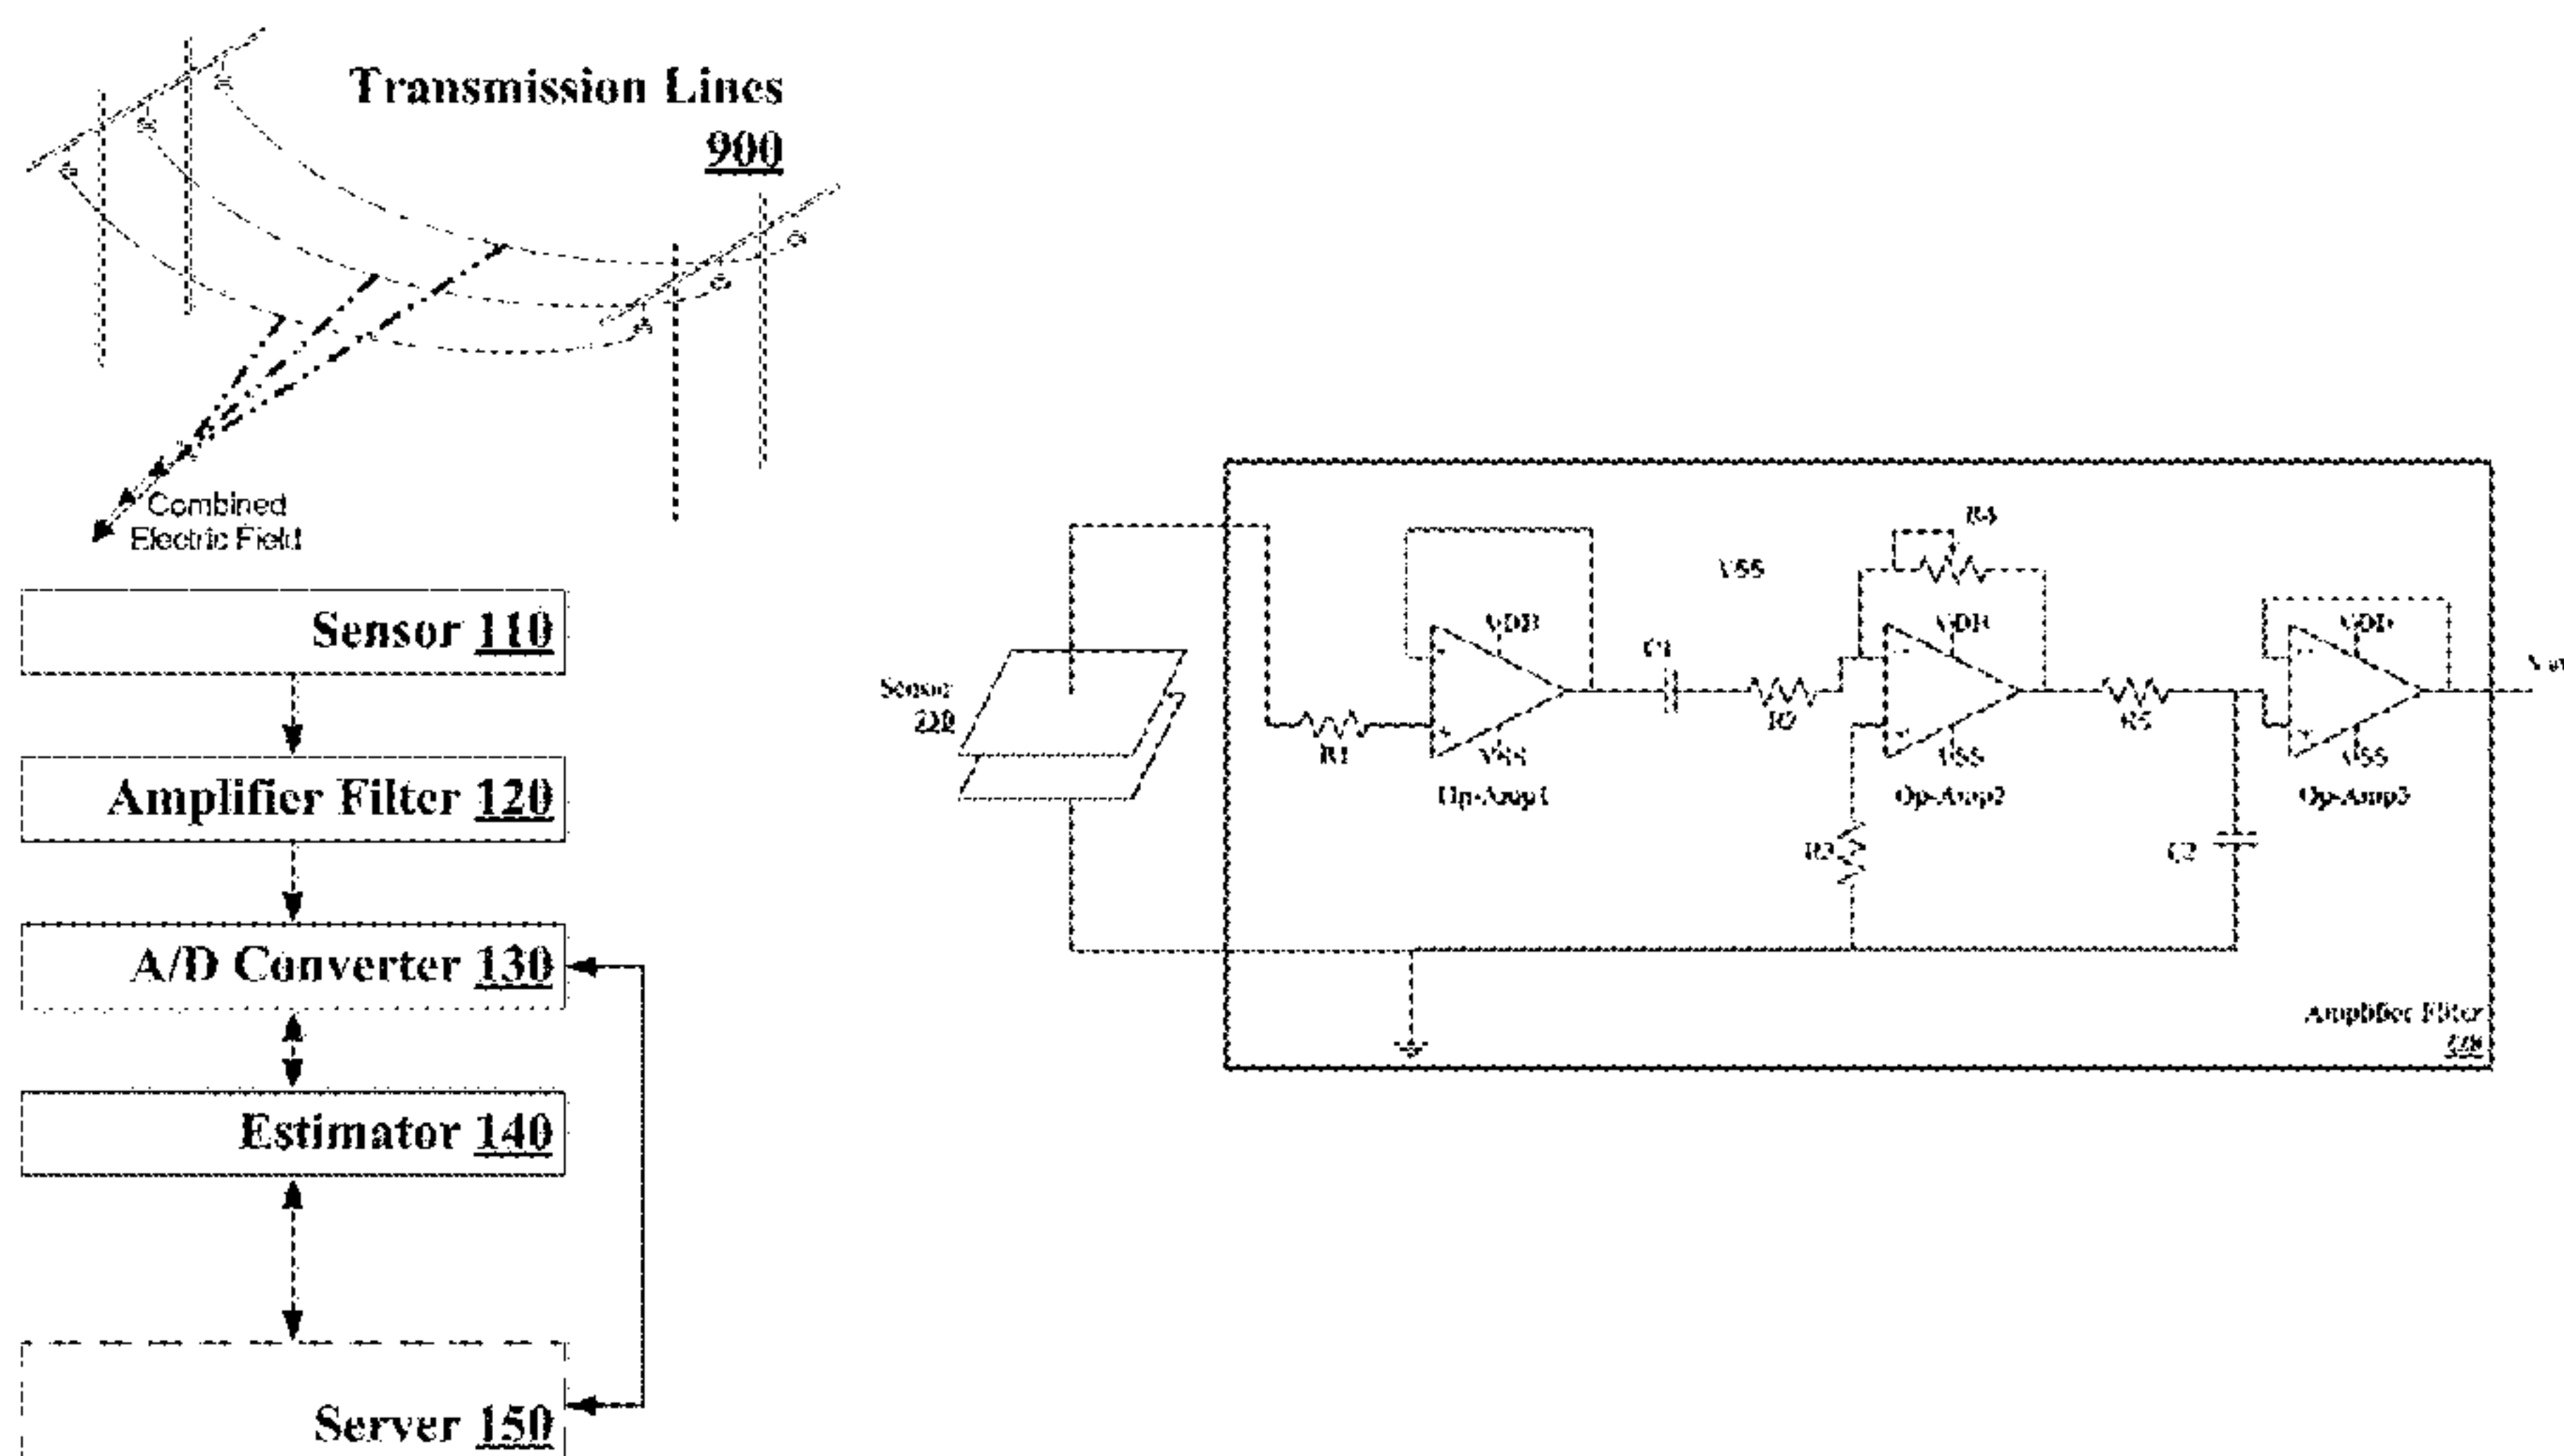 Transmission Lines
900
Combined
Electric Field
Sensor 110
Amplifier Filter 120
A/D Converter 130
Estimator 140
Server 150
R4
VSS
VDD
VDD
VDD
C1
Sensor
R2
R5
R1
VSS
VSS
VSS
Op-Amp1
Op-Amp2
Op-Amp3
R3
C2
Amplifier Filter